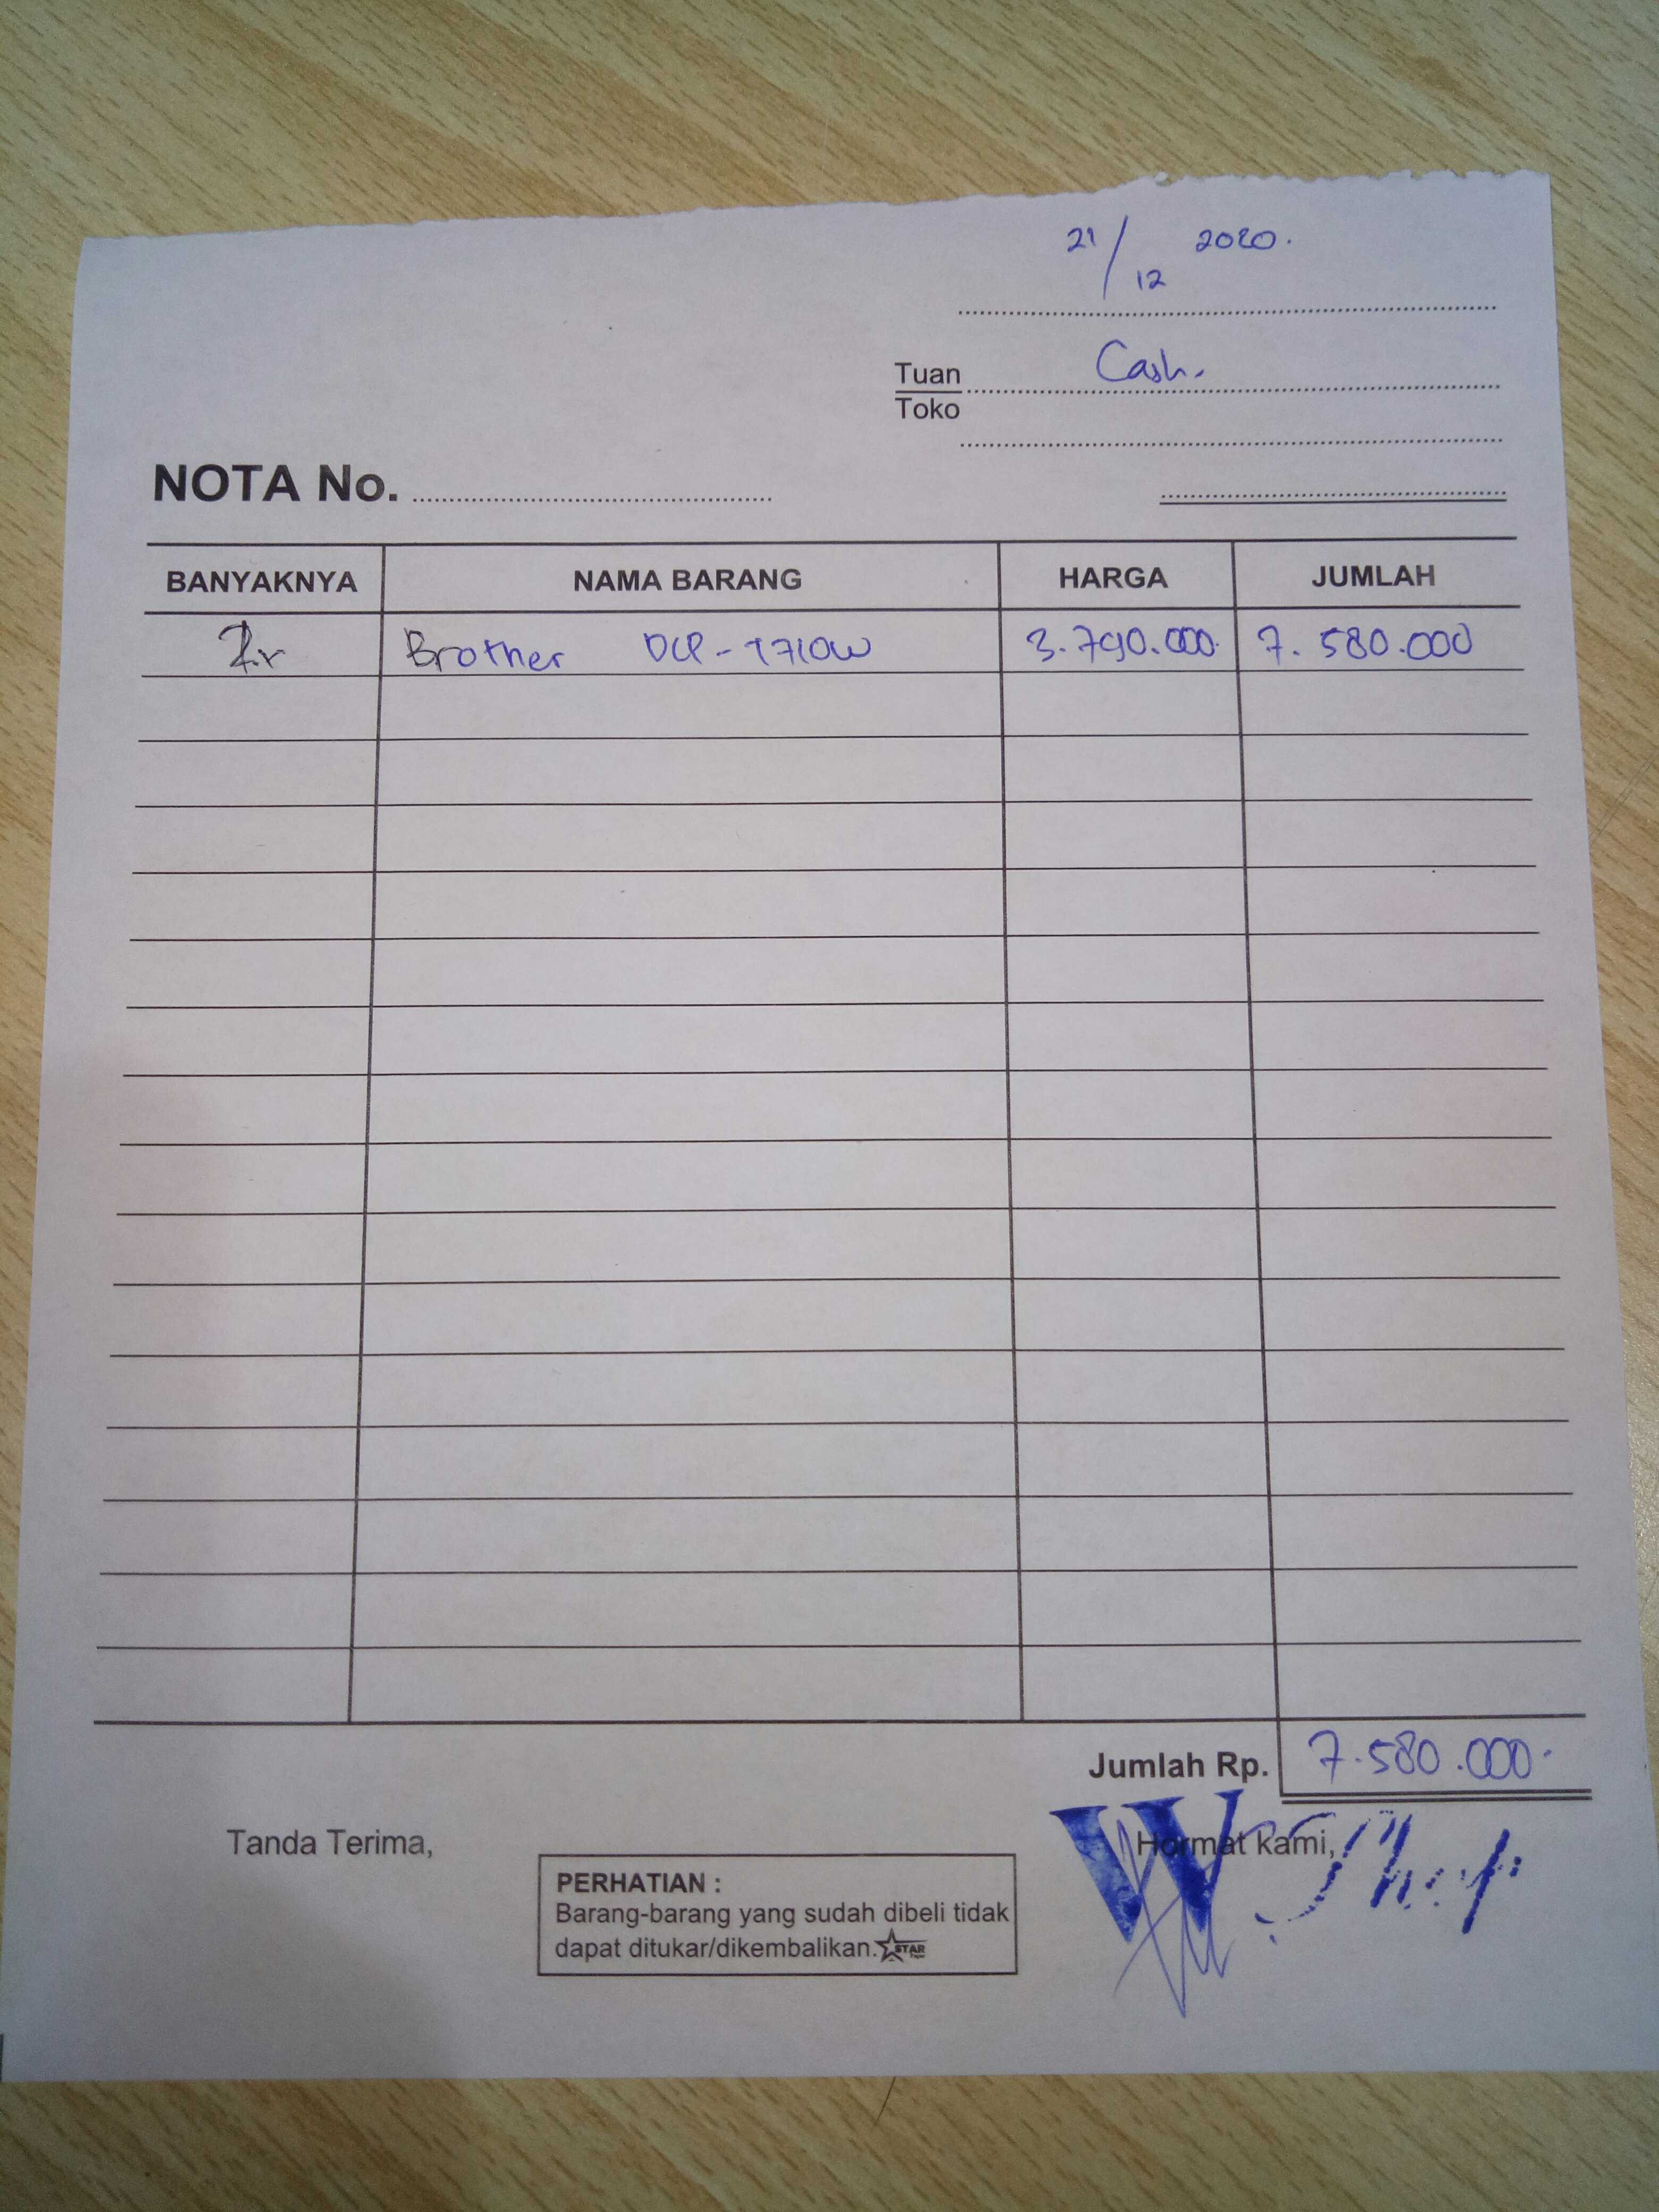 21/12 2020.
Tuan Cash.
Toko
NOTA No.
BANYAKNYA NAMA BARANG HARGA JUMLAH
Brother DCP-T710W 3.790.000. 7.580.000
Jumlah Rp. 7.580.000.
Tanda Terima, Hormat kami,
W Shop
PERHATIAN :
Barang-barang yang sudah dibeli tidak
dapat ditukar/dikembalikan. STAR